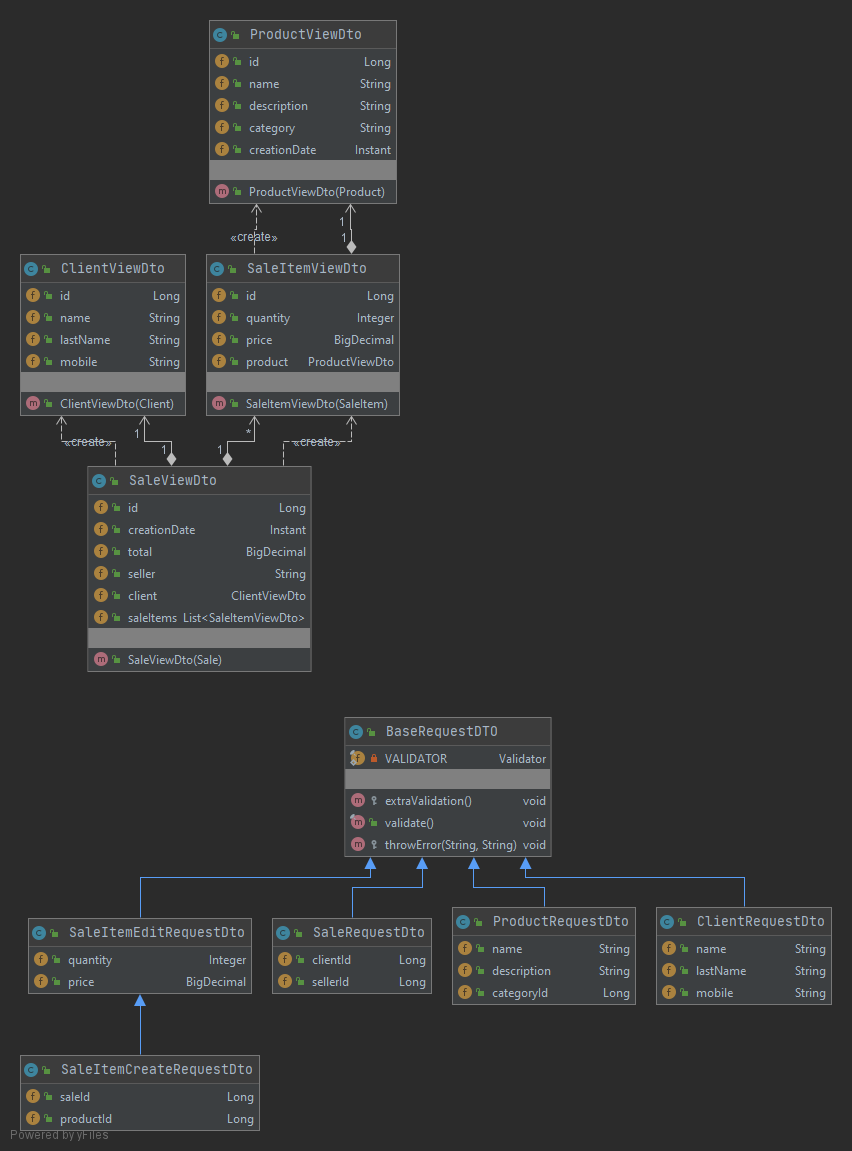 ProductViewDto
id Long
name String
description String
category String
creationDate Instant
ProductViewDto(Product)
«create»
1
1
ClientViewDto
id Long
name String
lastName String
mobile String
ClientViewDto(Client)
SaleItemViewDto
id Long
quantity Integer
price BigDecimal
product ProductViewDto
SaleItemViewDto(SaleItem)
«create»
1
1
*
1
«create»
SaleViewDto
id Long
creationDate Instant
total BigDecimal
seller String
client ClientViewDto
saleItems List<SaleItemViewDto>
SaleViewDto(Sale)
BaseRequestDTO
VALIDATOR Validator
extraValidation() void
validate() void
throwError(String, String) void
SaleItemEditRequestDto
quantity Integer
price BigDecimal
SaleRequestDto
clientId Long
sellerId Long
ProductRequestDto
name String
description String
categoryId Long
ClientRequestDto
name String
lastName String
mobile String
SaleItemCreateRequestDto
saleId Long
productId Long
Powered by yFiles